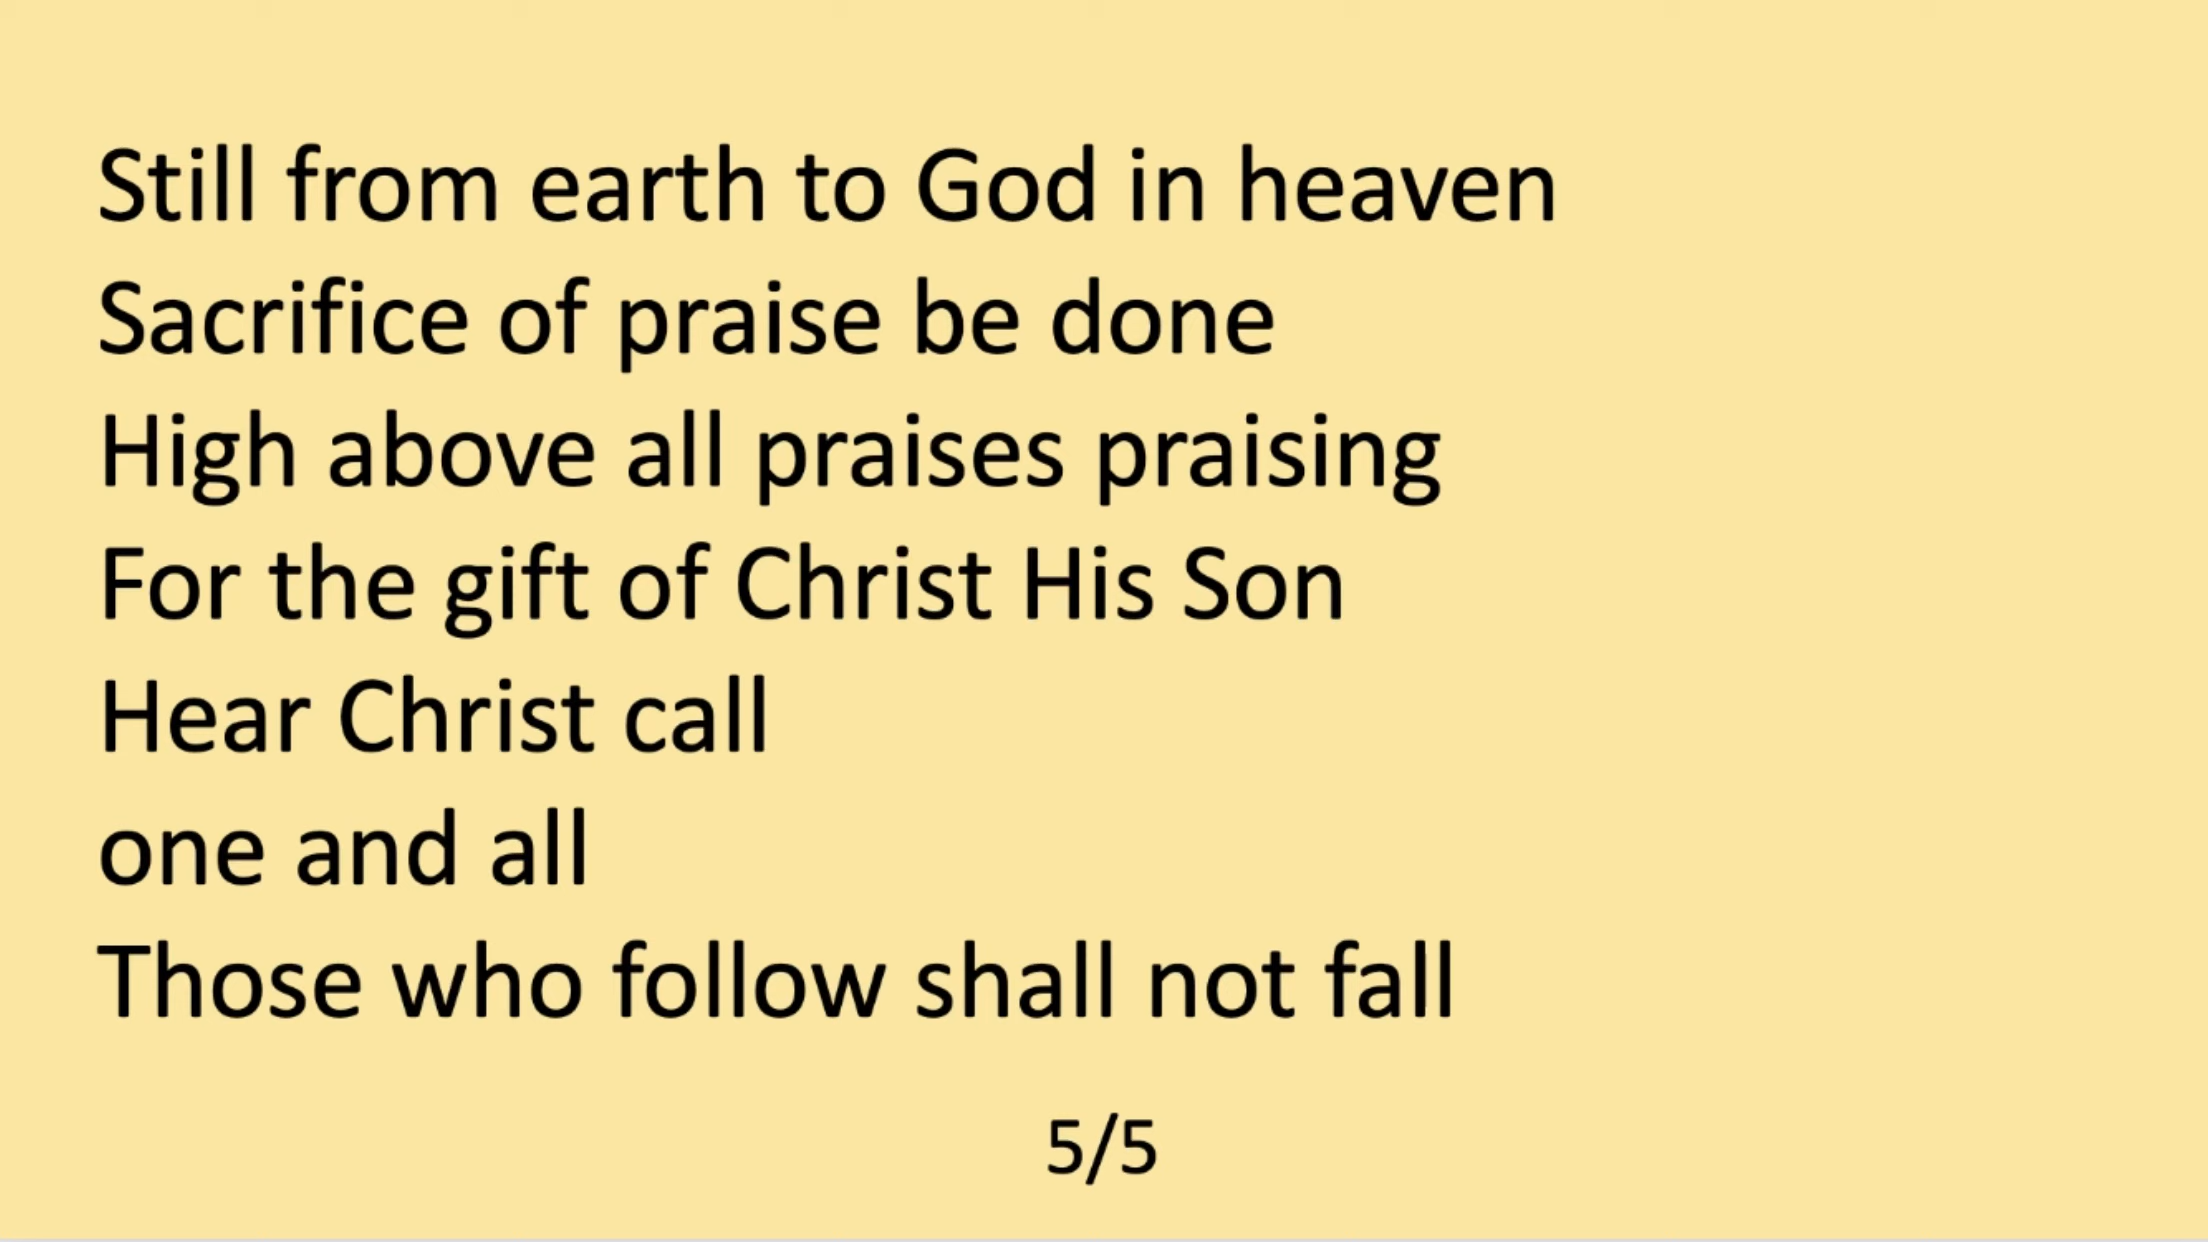 Still from earth to God in heaven
Sacrifice of praise be done
High above all praises praising
For the gift of Christ His Son
Hear Christ call
one and all
Those who follow shall not fall
5/5